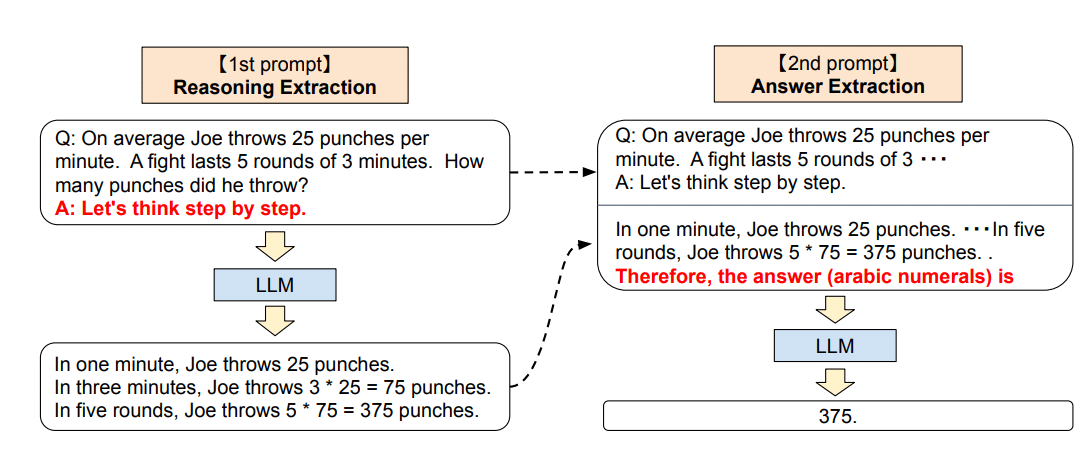 【1st prompt】
Reasoning Extraction
Q: On average Joe throws 25 punches per
minute.  A fight lasts 5 rounds of 3 minutes.  How
many punches did he throw?
A: Let's think step by step.
LLM
In one minute, Joe throws 25 punches.
In three minutes, Joe throws 3 * 25 = 75 punches.
In five rounds, Joe throws 5 * 75 = 375 punches.
【2nd prompt】
Answer Extraction
Q: On average Joe throws 25 punches per
minute.  A fight lasts 5 rounds of 3 ･･･
A: Let's think step by step.
In one minute, Joe throws 25 punches. ･･･In five
rounds, Joe throws 5 * 75 = 375 punches. .
Therefore, the answer (arabic numerals) is
LLM
375.